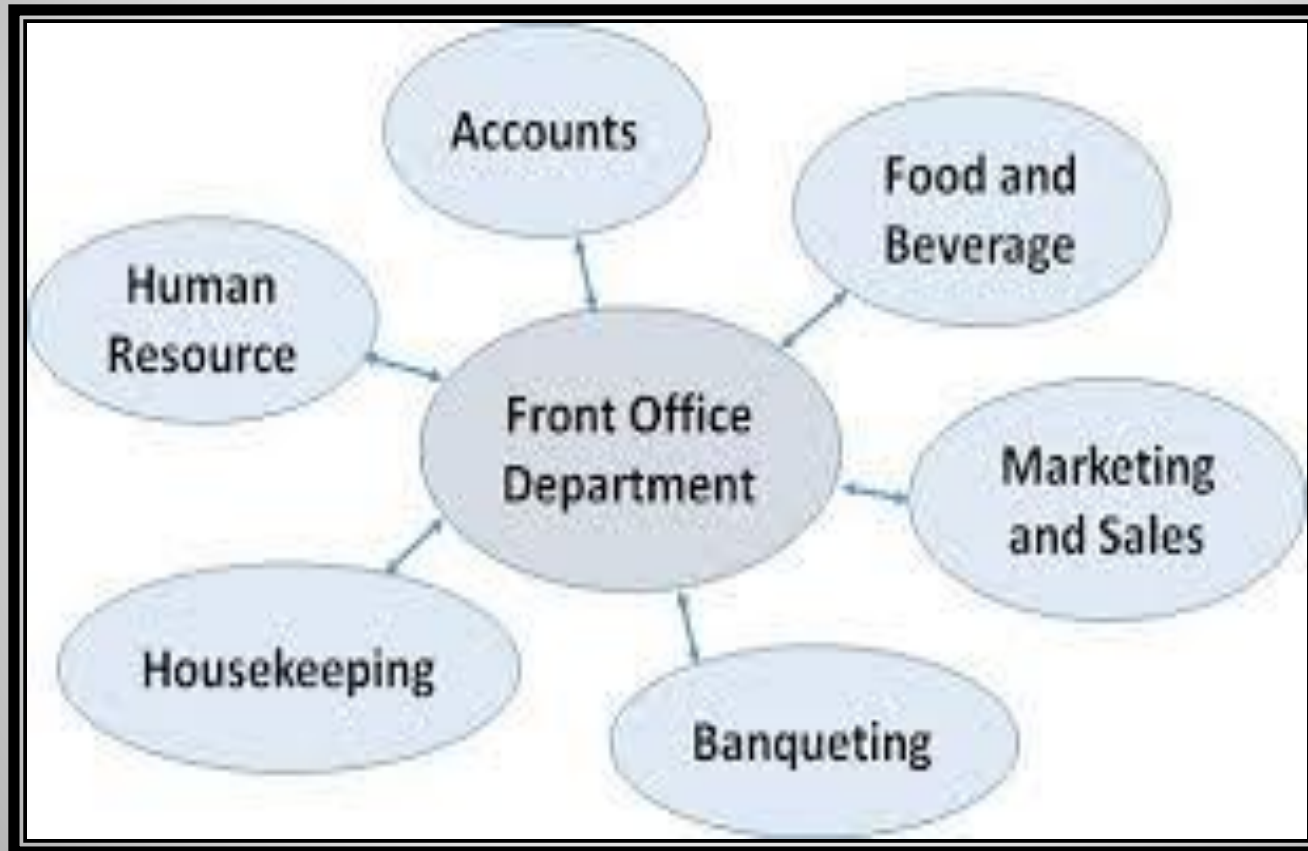 Accounts
Food and
Beverage
Human
Resource
Front Office
Department
Marketing
and Sales
Housekeeping
Banqueting